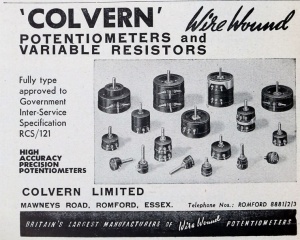 'COLVERN' Wire Wound
POTENTIOMETERS and
VARIABLE RESISTORS
Fully type
approved to
Government
Inter-Service
Specification
RCS/121
HIGH
ACCURACY
PRECISION
POTENTIOMETERS
COLVERN LIMITED
MAWNEYS ROAD, ROMFORD, ESSEX. Telephone Nos.: ROMFORD 8881/2/3
BRITAIN'S LARGEST MANUFACTURERS OF Wire Wound POTENTIOMETERS